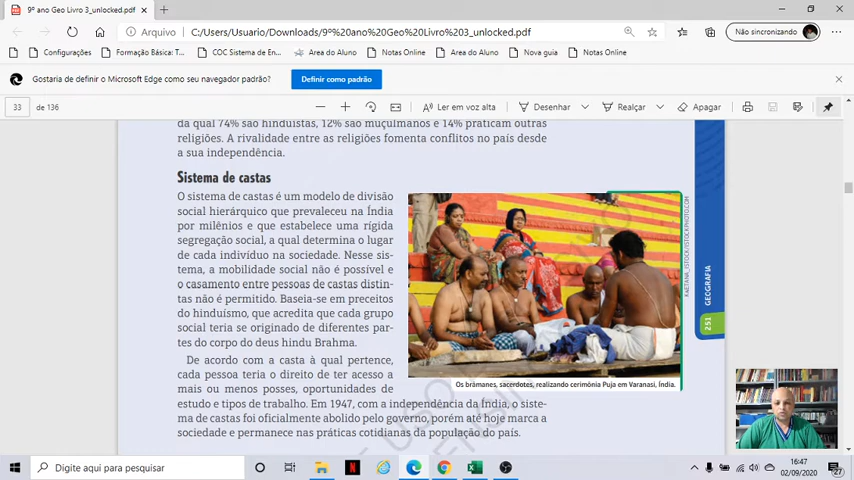 9º ano Geo Livro 3_unlocked.pdf
Arquivo
C:/Users/Usuario/Downloads/9º%20ano%20Geo%20Livro%203_unlocked.pdf
Não sincronizando
Configurações
Formação Básica: T...
COC Sistema de En...
Area do Aluno
Notas Online
Area do Aluno
Nova guia
Notas Online
Gostaria de definir o Microsoft Edge como seu navegador padrão?
Definir como padrão
33
de 136
Ler em voz alta
Desenhar
Realçar
Apagar
da qual 74% são hinduístas, 12% são muçulmanos e 14% praticam outras
religiões. A rivalidade entre as religiões fomenta conflitos no país desde
a sua independência.
Sistema de castas
O sistema de castas é um modelo de divisão
social hierárquico que prevaleceu na Índia
por milênios e que estabelece uma rígida
segregação social, a qual determina o lugar
de cada indivíduo na sociedade. Nesse sis-
tema, a mobilidade social não é possível e
o casamento entre pessoas de castas distin-
tas não é permitido. Baseia-se em preceitos
do hinduísmo, que acredita que cada grupo
social teria se originado de diferentes par-
tes do corpo do deus hindu Brahma.
De acordo com a casta à qual pertence,
cada pessoa teria o direito de ter acesso a
mais ou menos posses, oportunidades de
estudo e tipos de trabalho. Em 1947, com a independência da Índia, o siste-
ma de castas foi oficialmente abolido pelo governo, porém até hoje marca a
sociedade e permanece nas práticas cotidianas da população do país.
Os brâmanes, sacerdotes, realizando cerimônia Puja em Varanasi, Índia.
GEOGRAFIA
251
Digite aqui para pesquisar
16:47
02/09/2020
27